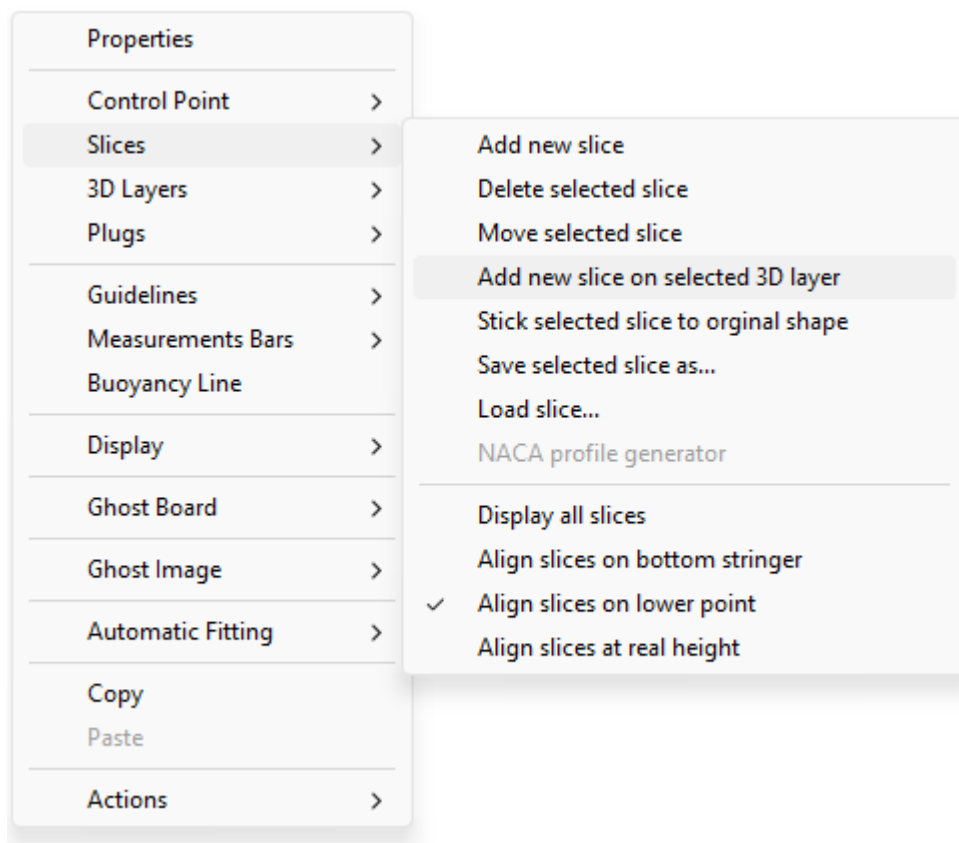 Properties
Control Point
Slices
3D Layers
Plugs
Guidelines
Measurements Bars
Buoyancy Line
Display
Ghost Board
Ghost Image
Automatic Fitting
Copy
Paste
Actions
Add new slice
Delete selected slice
Move selected slice
Add new slice on selected 3D layer
Stick selected slice to orginal shape
Save selected slice as...
Load slice...
NACA profile generator
Display all slices
Align slices on bottom stringer
Align slices on lower point
Align slices at real height